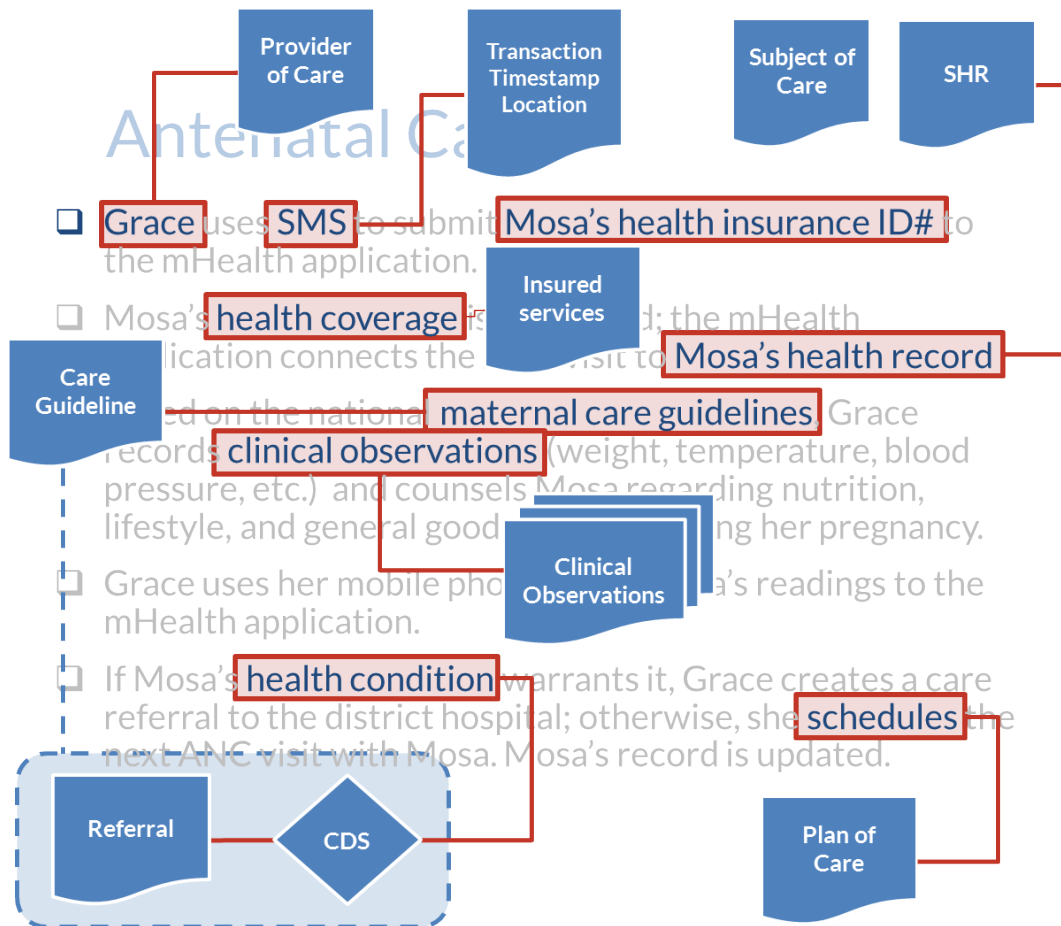 Provider
of Care
Transaction
Timestamp
Location
Subject of
Care
SHR
Antenatal Ca
Grace uses SMS to submit Mosa's health insurance ID# to
the mHealth application.
Insured
services
Mosa's health coverage is d; the mHealth
lication connects the visit to Mosa's health record
Care
Guideline
ed on the national maternal care guidelines, Grace
records clinical observations (weight, temperature, blood
pressure, etc.) and counsels Mosa regarding nutrition,
lifestyle, and general good ng her pregnancy.
Clinical
Observations
Grace uses her mobile pho a's readings to the
mHealth application.
If Mosa's health condition warrants it, Grace creates a care
referral to the district hospital; otherwise, she schedules the
next ANC visit with Mosa. Mosa's record is updated.
Referral
CDS
Plan of
Care